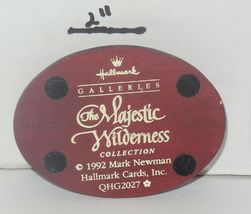 2"
Hallmark
GALLERIES
The Majestic
Wilderness
COLLECTION
© 1992 Mark Newman
Hallmark Cards, Inc.
QHG2027